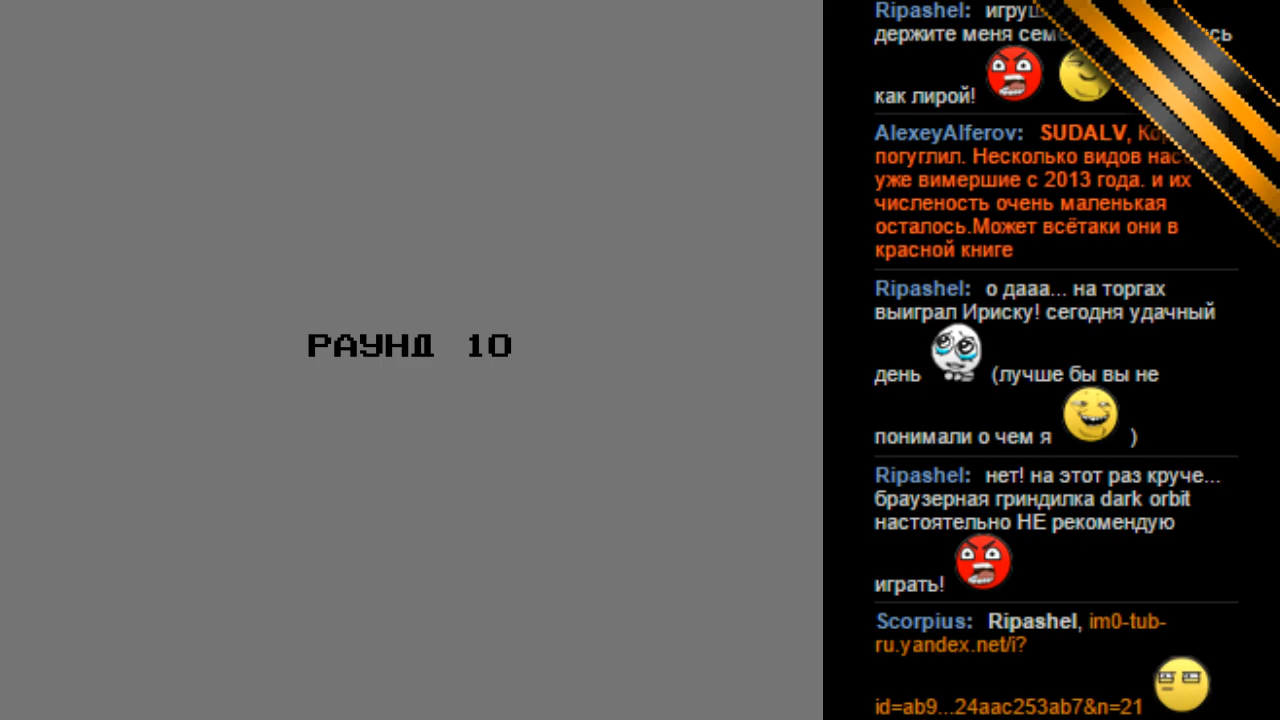 РАУНД 10
Ripashel: игруш
держите меня сем
как лирой!
AlexeyAlferov: SUDALV,
погуглил. Несколько видов
уже вимершие с 2013 года. и их
численость очень маленькая
осталось.Может всётаки они в
красной книге
Ripashel: о дааа... на торгах
выиграл Ириску! сегодня удачный
день (лучше бы вы не
понимали о чем я )
Ripashel: нет! на этот раз круче...
браузерная гриндилка dark orbit
настоятельно НЕ рекомендую
играть!
Scorpius: Ripashel, im0-tub-
ru.yandex.net/i?
id=ab9...24aac253ab7&n=21